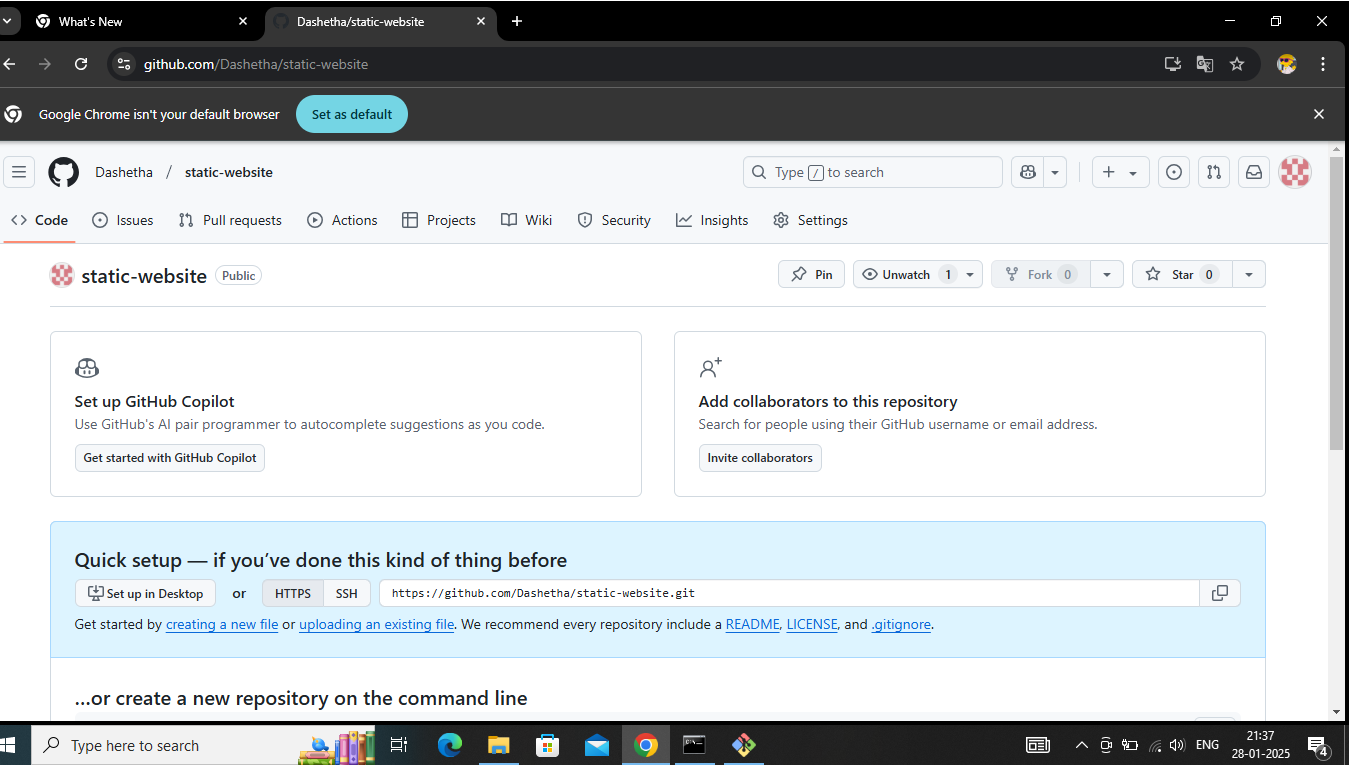 What's New
Dashetha/static-website
github.com/Dashetha/static-website
Google Chrome isn't your default browser
Set as default
Dashetha / static-website
Type / to search
Code
Issues
Pull requests
Actions
Projects
Wiki
Security
Insights
Settings
static-website Public
Pin
Unwatch 1
Fork 0
Star 0
Set up GitHub Copilot
Use GitHub's AI pair programmer to autocomplete suggestions as you code.
Get started with GitHub Copilot
Add collaborators to this repository
Search for people using their GitHub username or email address.
Invite collaborators
Quick setup — if you’ve done this kind of thing before
Set up in Desktop or HTTPS SSH https://github.com/Dashetha/static-website.git
Get started by creating a new file or uploading an existing file. We recommend every repository include a README, LICENSE, and .gitignore.
…or create a new repository on the command line
Type here to search
ENG
21:37
28-01-2025
4